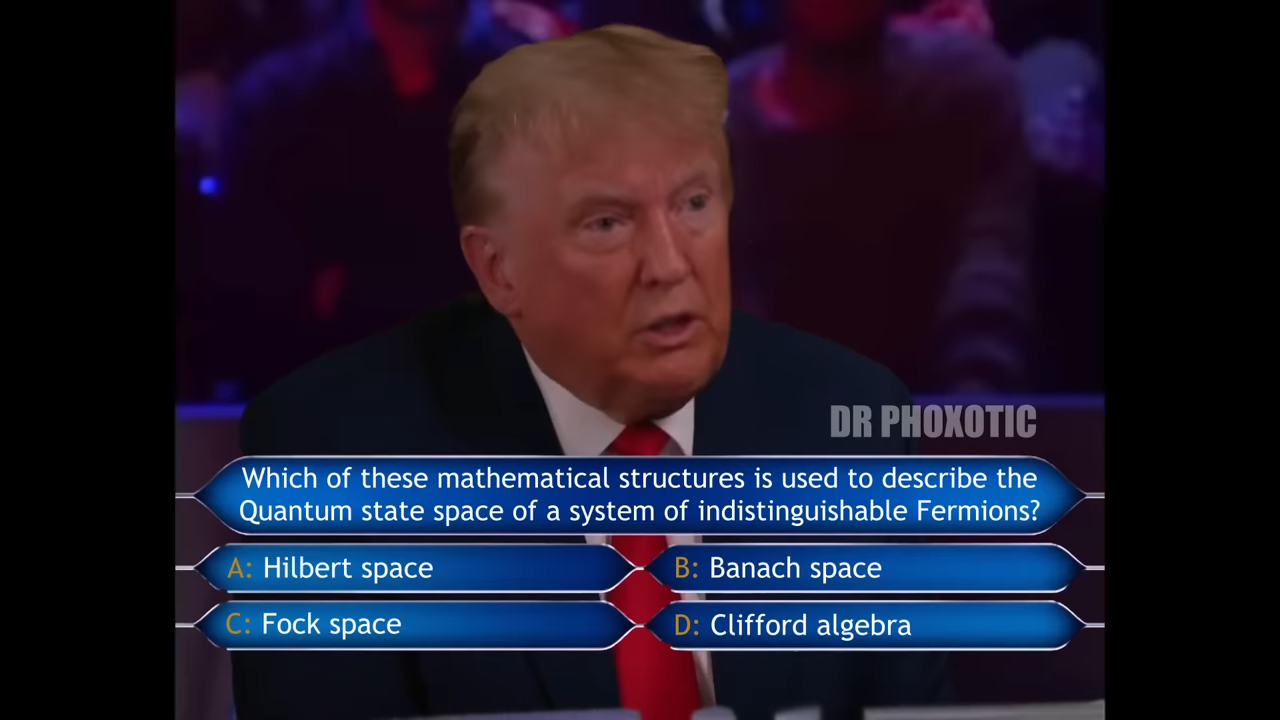 DR PHOXOTIC
Which of these mathematical structures is used to describe the
Quantum state space of a system of indistinguishable Fermions?
A: Hilbert space
B: Banach space
C: Fock space
D: Clifford algebra